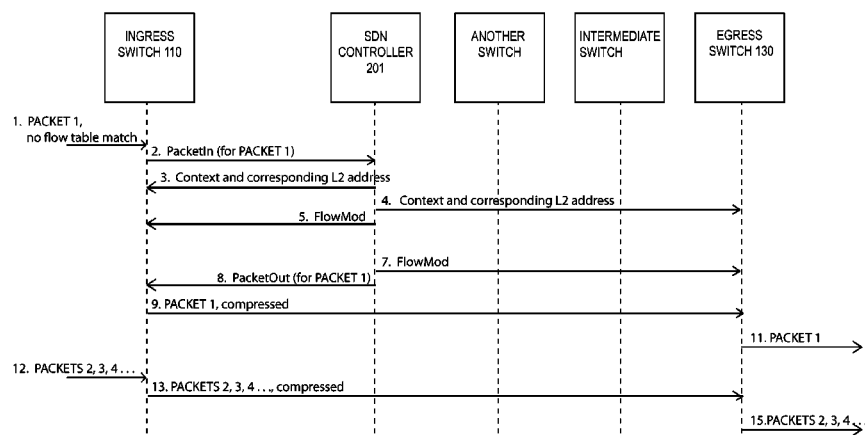 INGRESS
SWITCH 110
SDN
CONTROLLER
201
ANOTHER
SWITCH
INTERMEDIATE
SWITCH
EGRESS
SWITCH 130
1. PACKET 1,
no flow table match
2. PacketIn (for PACKET 1)
3. Context and corresponding L2 address
4. Context and corresponding L2 address
5. FlowMod
7. FlowMod
8. PacketOut (for PACKET 1)
9. PACKET 1, compressed
11. PACKET 1
12. PACKETS 2, 3, 4 . . .
13. PACKETS 2, 3, 4 . . ., compressed
15.PACKETS 2, 3, 4 . .